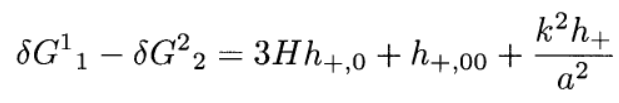 δG¹₁ − δG²₂ = 3Hh₊,₀ + h₊,₀₀ + k²h₊/a²